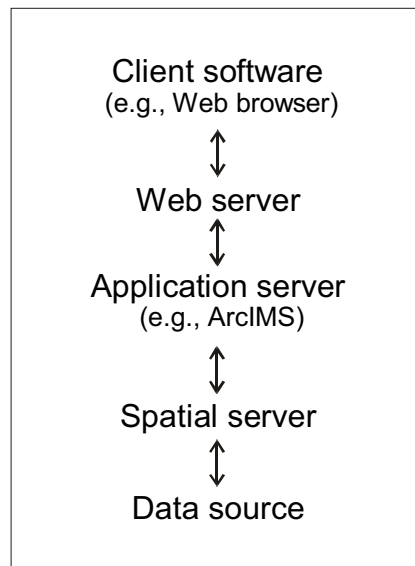 Client software
(e.g., Web browser)
Web server
Application server
(e.g., ArcIMS)
Spatial server
Data source